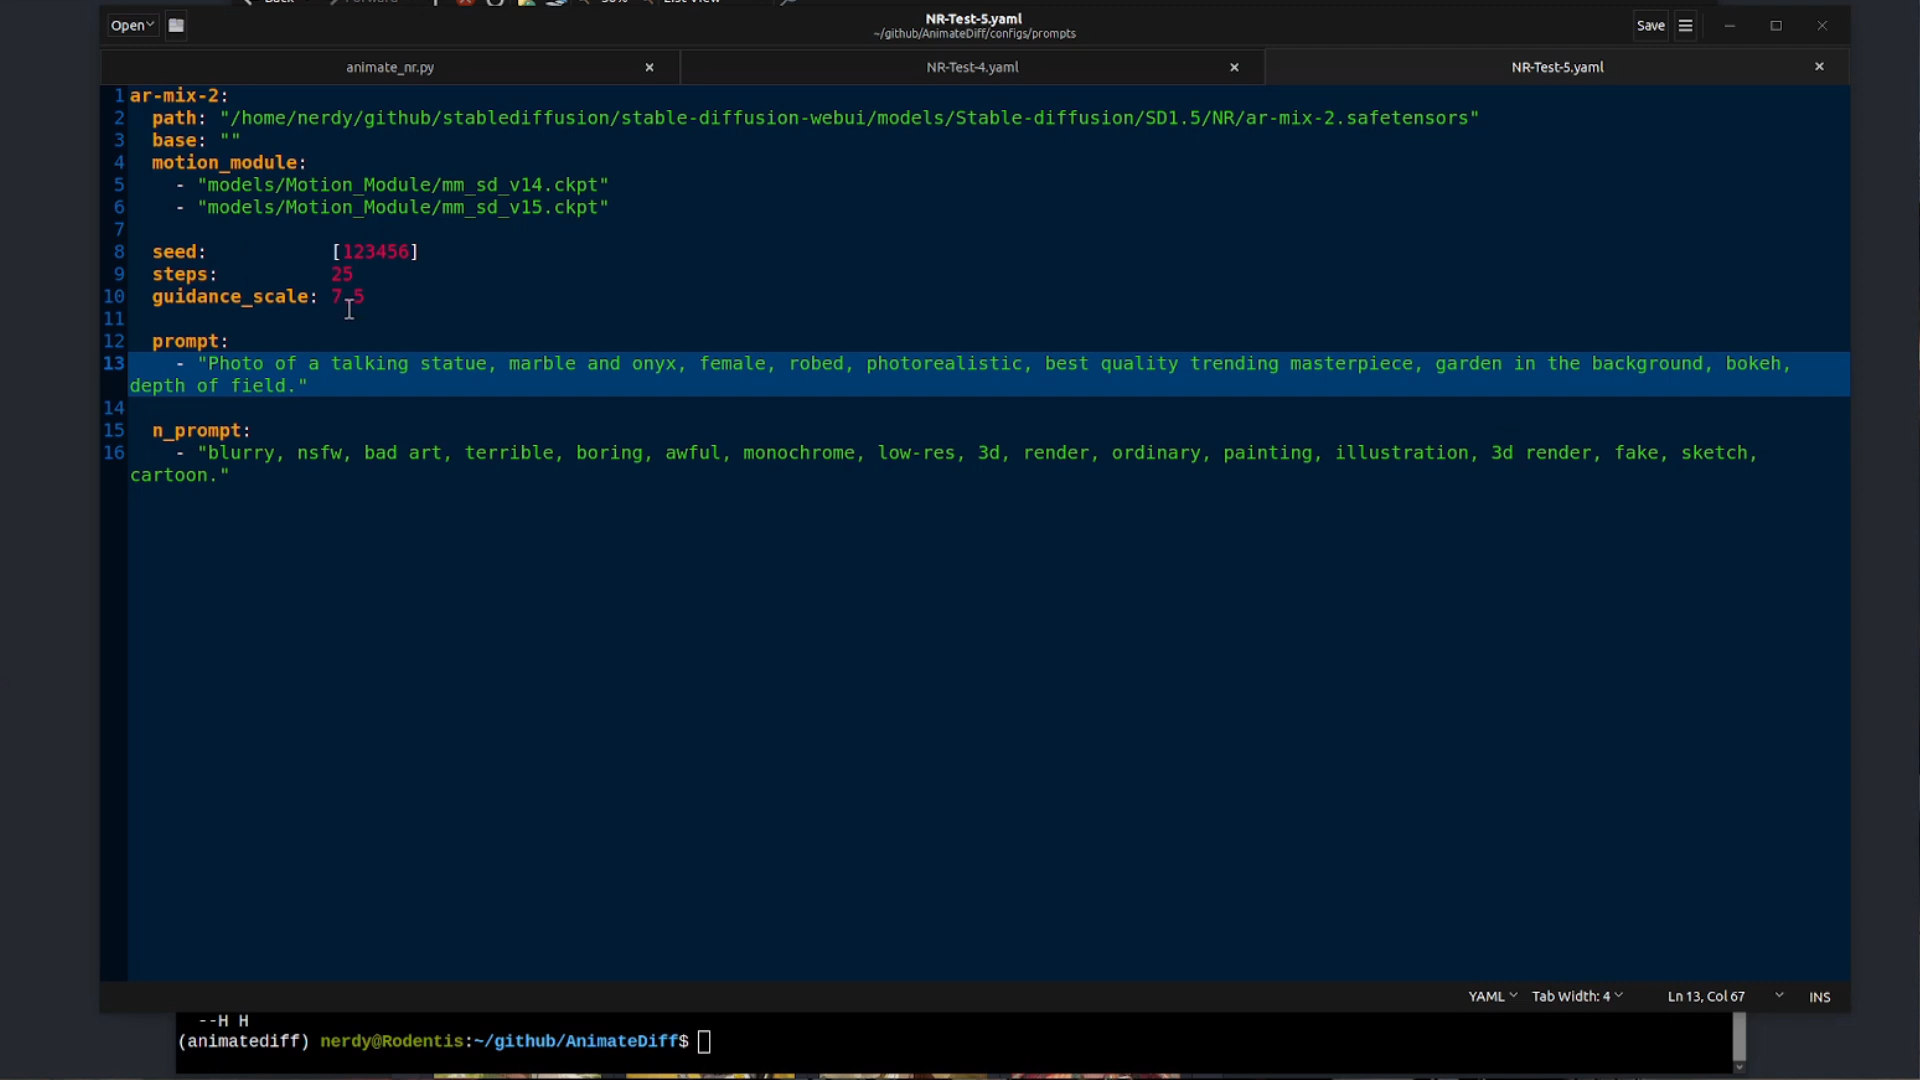 Back
Forward
50%
List View
Open
NR-Test-5.yaml
~/github/AnimateDiff/configs/prompts
Save
animate_nr.py
NR-Test-4.yaml
NR-Test-5.yaml
1 ar-mix-2:
2   path: "/home/nerdy/github/stablediffusion/stable-diffusion-webui/models/Stable-diffusion/SD1.5/NR/ar-mix-2.safetensors"
3   base: ""
4   motion_module:
5     - "models/Motion_Module/mm_sd_v14.ckpt"
6     - "models/Motion_Module/mm_sd_v15.ckpt"
7
8   seed:           [123456]
9   steps:          25
10   guidance_scale: 7.5
11
12   prompt:
13     - "Photo of a talking statue, marble and onyx, female, robed, photorealistic, best quality trending masterpiece, garden in the background, bokeh,
depth of field."
14
15   n_prompt:
16     - "blurry, nsfw, bad art, terrible, boring, awful, monochrome, low-res, 3d, render, ordinary, painting, illustration, 3d render, fake, sketch,
cartoon."
YAML
Tab Width: 4
Ln 13, Col 67
INS
--H H
(animatediff) nerdy@Rodentis:~/github/AnimateDiff$